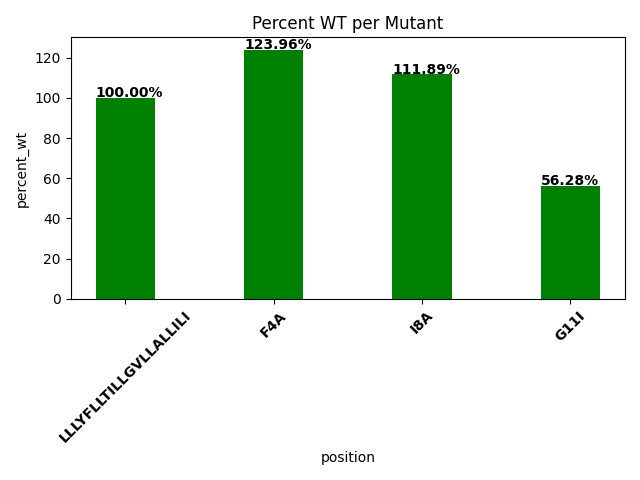 Percent WT per Mutant
123.96%
111.89%
100.00%
56.28%
percent_wt
120
100
80
60
40
20
0
LLLYFLLTILLGVLLALLILI
F4A
I8A
G11I
position